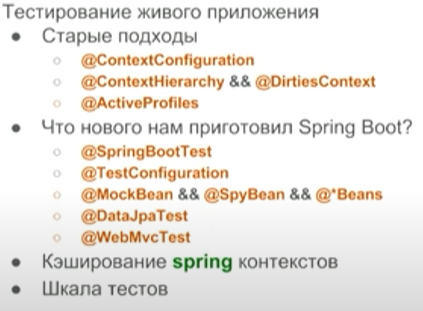 Тестирование живого приложения
Старые подходы
@ContextConfiguration
@ContextHierarchy && @DirtiesContext
@ActiveProfiles
Что нового нам приготовил Spring Boot?
@SpringBootTest
@TestConfiguration
@MockBean && @SpyBean && @*Beans
@DataJpaTest
@WebMvcTest
Кэширование spring контекстов
Шкала тестов